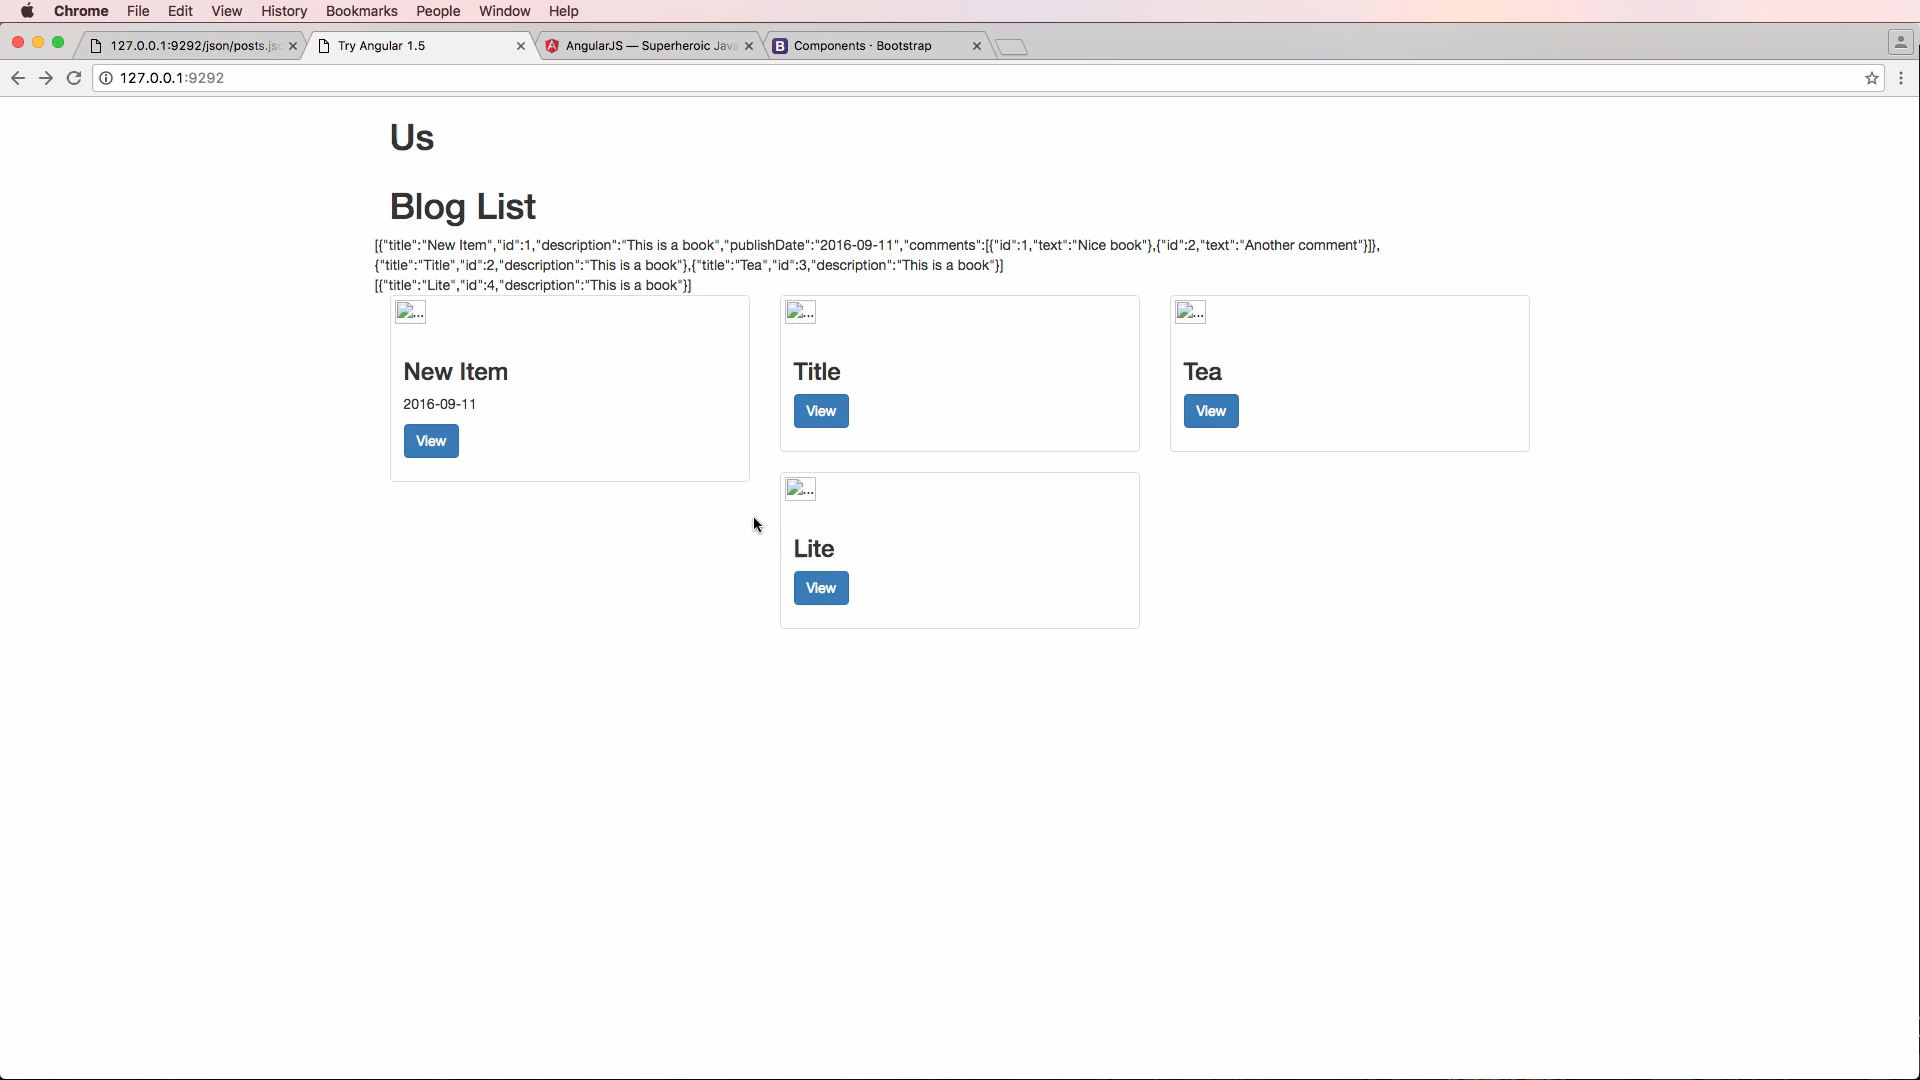 Chrome File Edit View History Bookmarks People Window Help
127.0.0.1:9292/json/posts.js Try Angular 1.5 AngularJS — Superheroic Java Components · Bootstrap
127.0.0.1:9292
Us
Blog List
[{"title":"New Item","id":1,"description":"This is a book","publishDate":"2016-09-11","comments":[{"id":1,"text":"Nice book"},{"id":2,"text":"Another comment"}]},
{"title":"Title","id":2,"description":"This is a book"},{"title":"Tea","id":3,"description":"This is a book"}]
[{"title":"Lite","id":4,"description":"This is a book"}]
... ... ...
New Item Title Tea
2016-09-11
View View
View
...
Lite
View